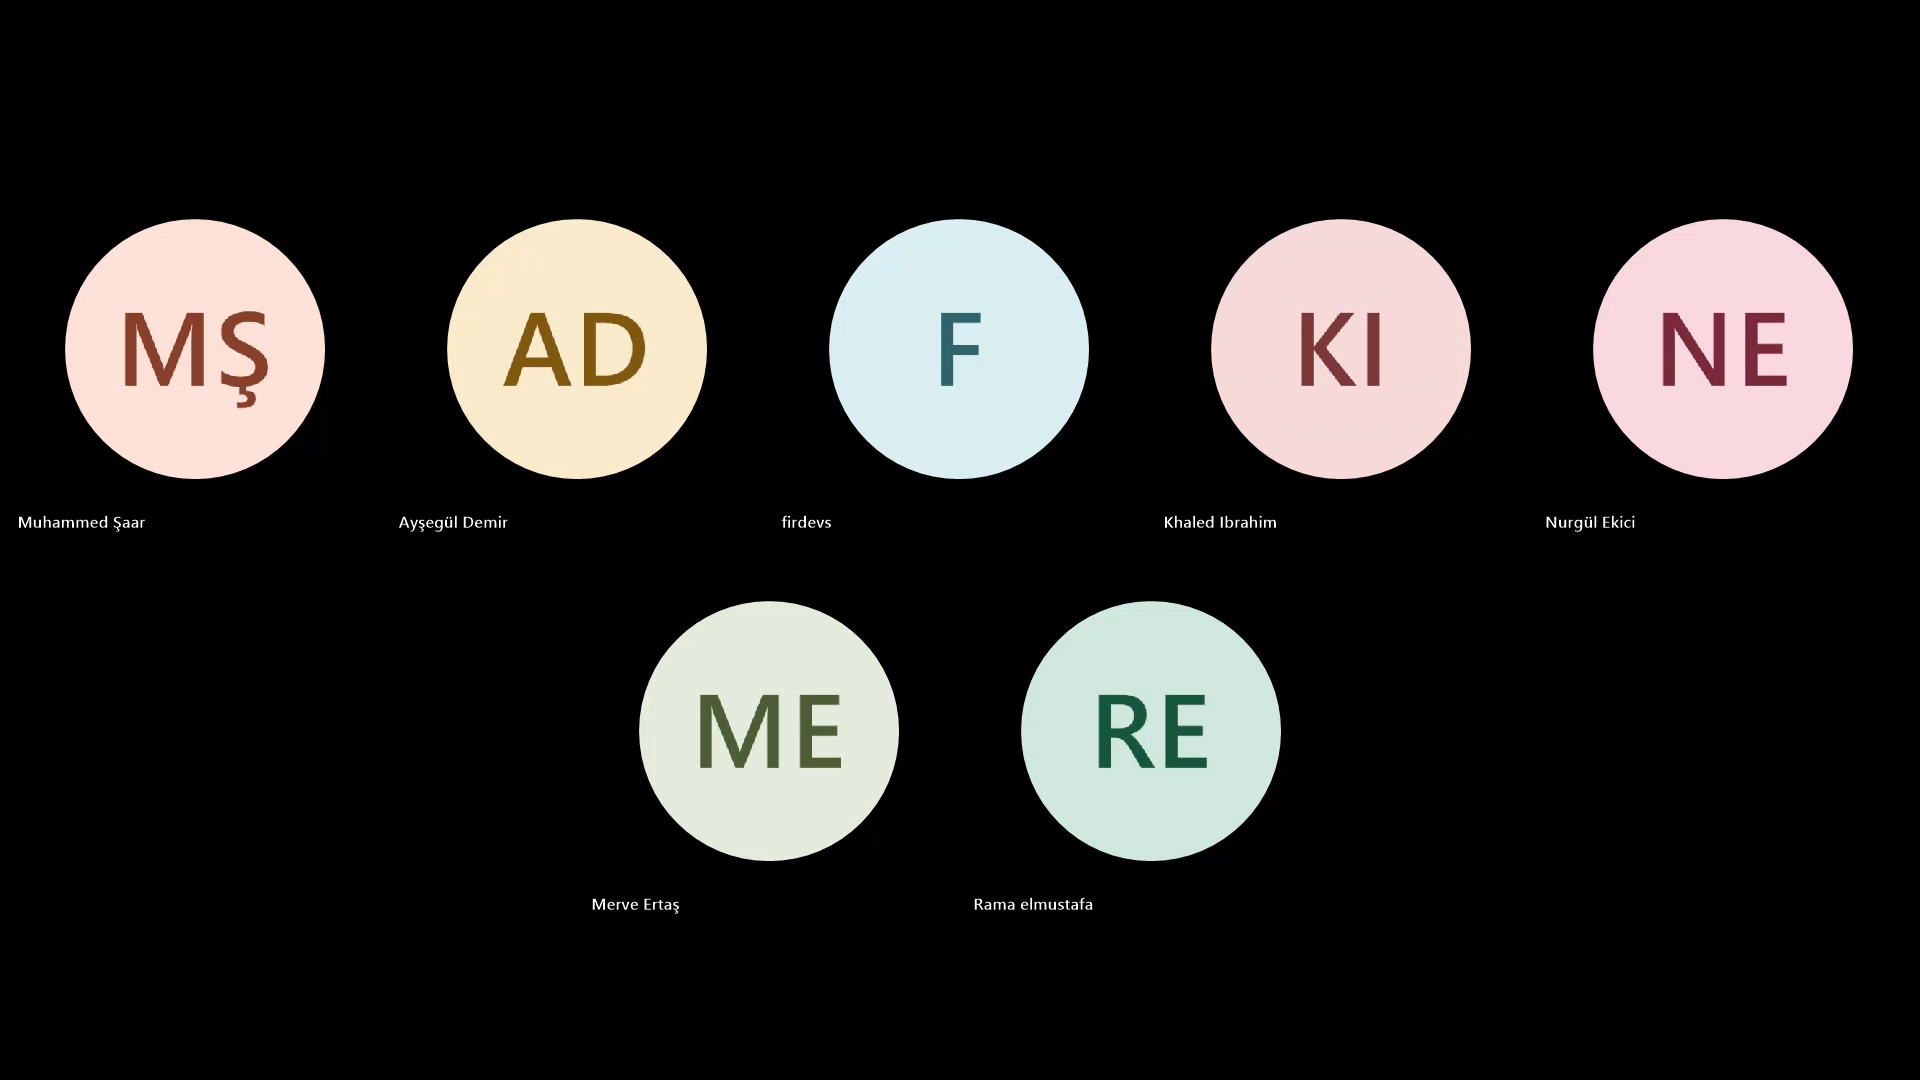 MŞ
AD
F
KI
NE
Muhammed Şaar
Ayşegül Demir
firdevs
Khaled Ibrahim
Nurgül Ekici
ME
RE
Merve Ertaş
Rama elmustafa